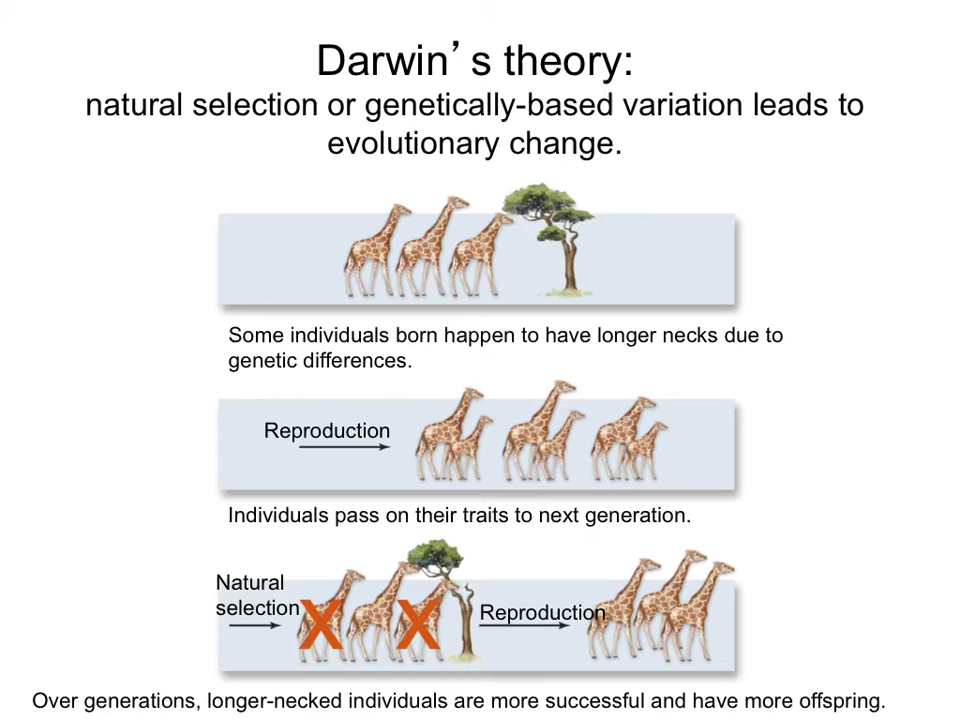 Darwin’s theory:
natural selection or genetically-based variation leads to
evolutionary change.
Some individuals born happen to have longer necks due to
genetic differences.
Reproduction
Individuals pass on their traits to next generation.
Natural
selection
X X
Reproduction
Over generations, longer-necked individuals are more successful and have more offspring.